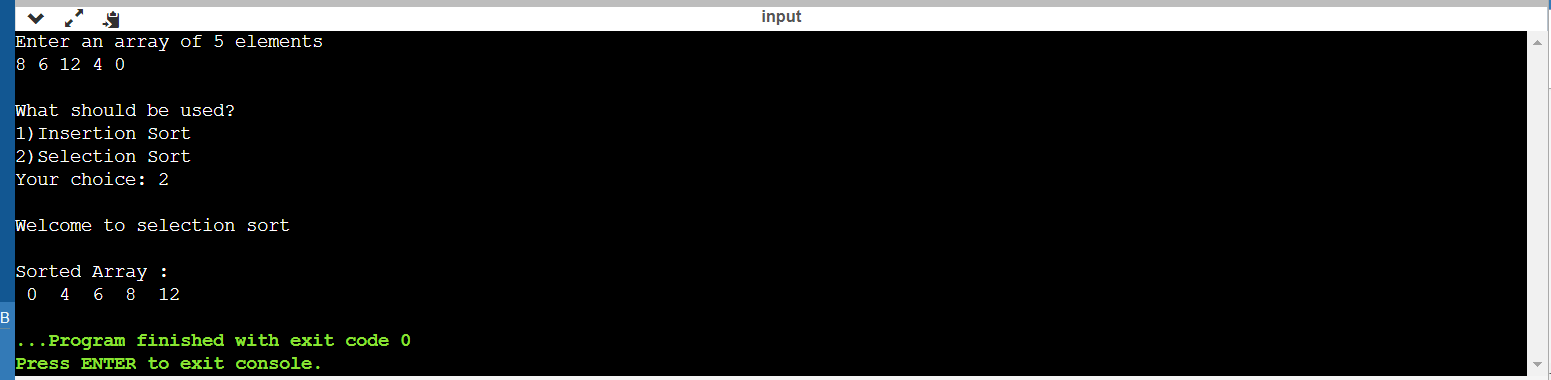 input
Enter an array of 5 elements
8 6 12 4 0
What should be used?
1)Insertion Sort
2)Selection Sort
Your choice: 2
Welcome to selection sort
Sorted Array :
0 4 6 8 12
B
...Program finished with exit code 0
Press ENTER to exit console.